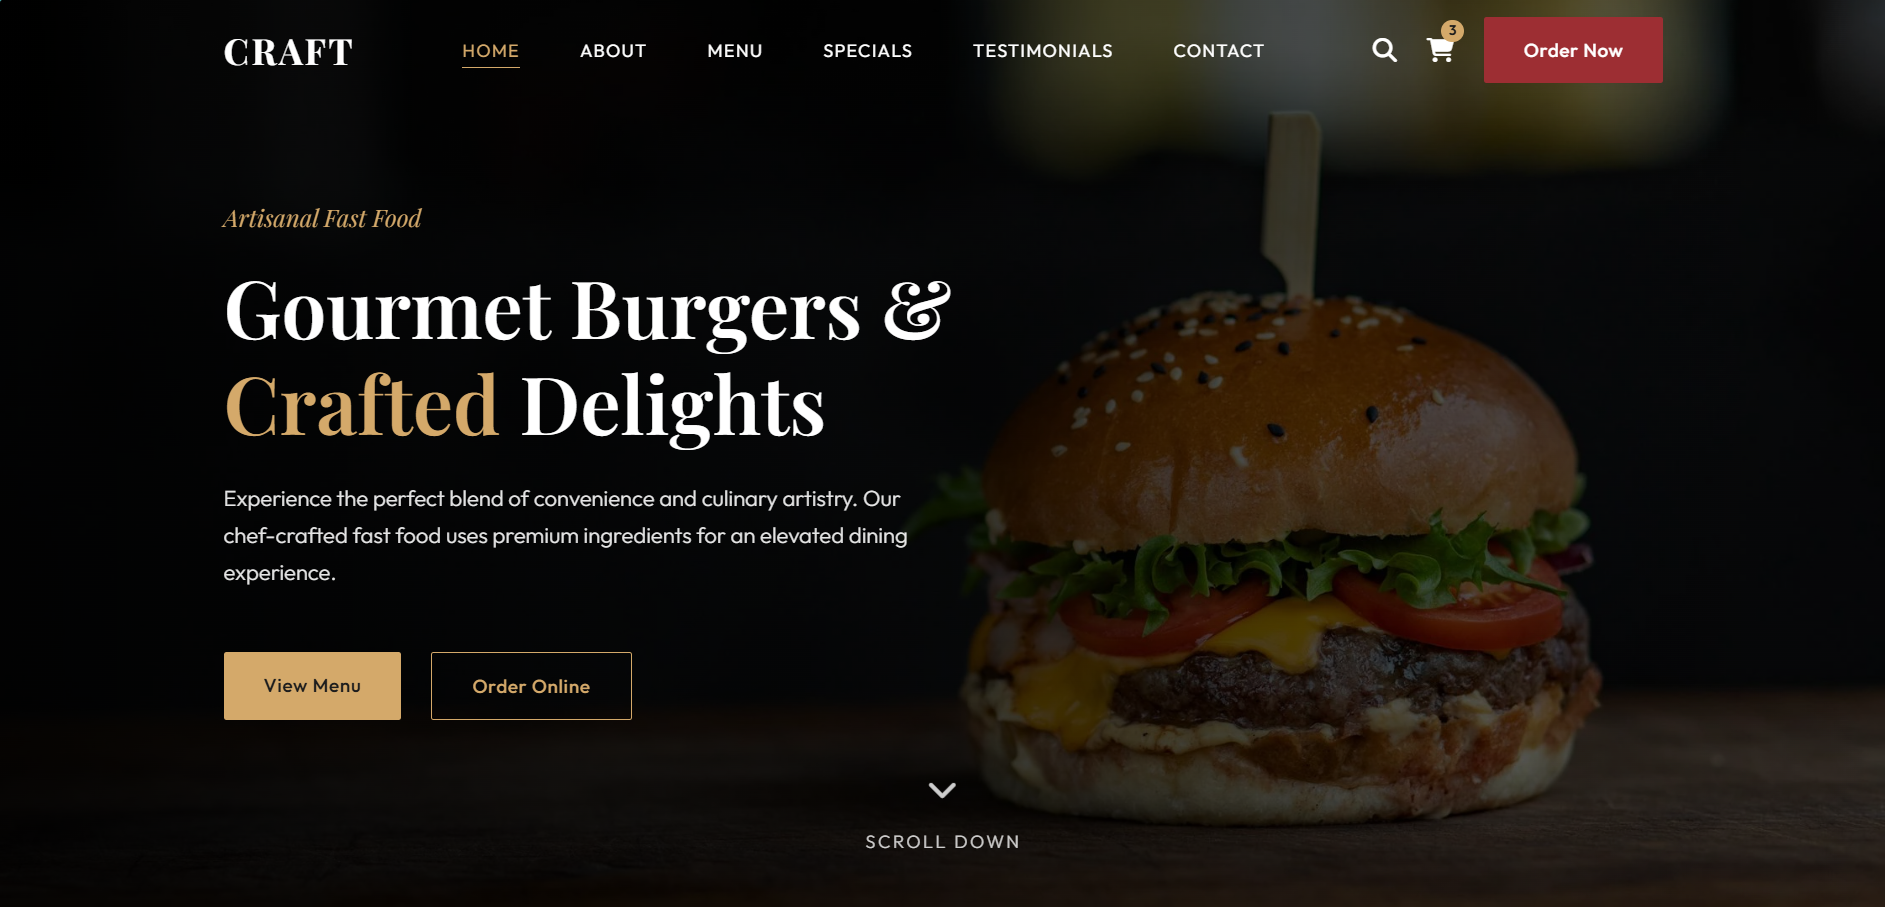 CRAFT
HOME ABOUT MENU SPECIALS TESTIMONIALS CONTACT
3
Order Now
Artisanal Fast Food
Gourmet Burgers &
Crafted Delights
Experience the perfect blend of convenience and culinary artistry. Our
chef-crafted fast food uses premium ingredients for an elevated dining
experience.
View Menu
Order Online
SCROLL DOWN